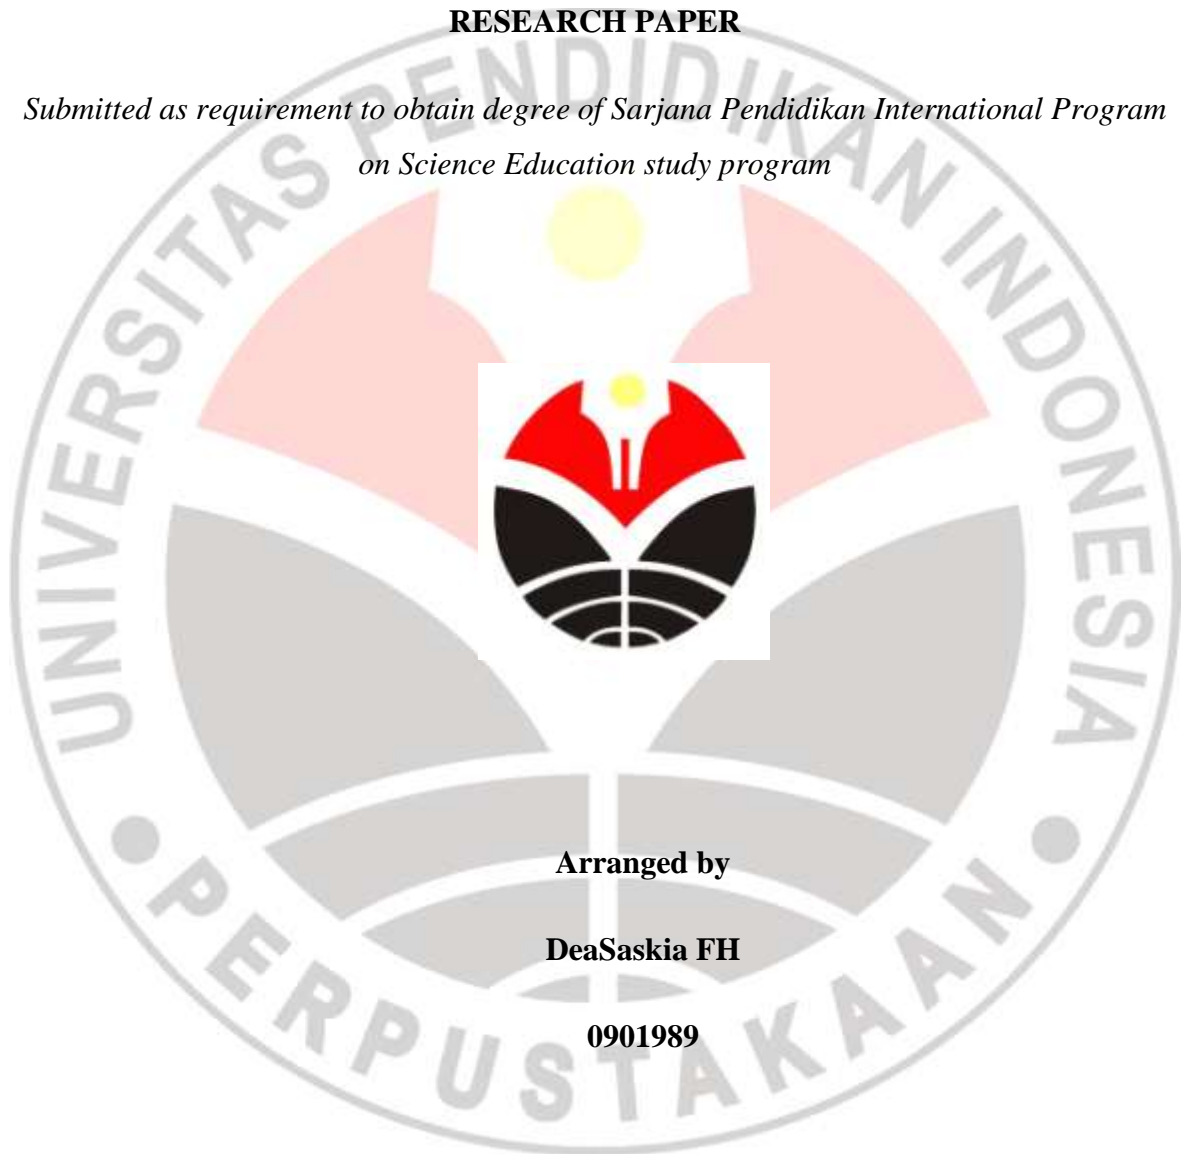 RESEARCH PAPER
Submitted as requirement to obtain degree of Sarjana Pendidikan International Program
on Science Education study program
UNIVERSITAS PENDIDIKAN INDONESIA
Arranged by
DeaSaskia FH
0901989
PERPUSTAKAAN